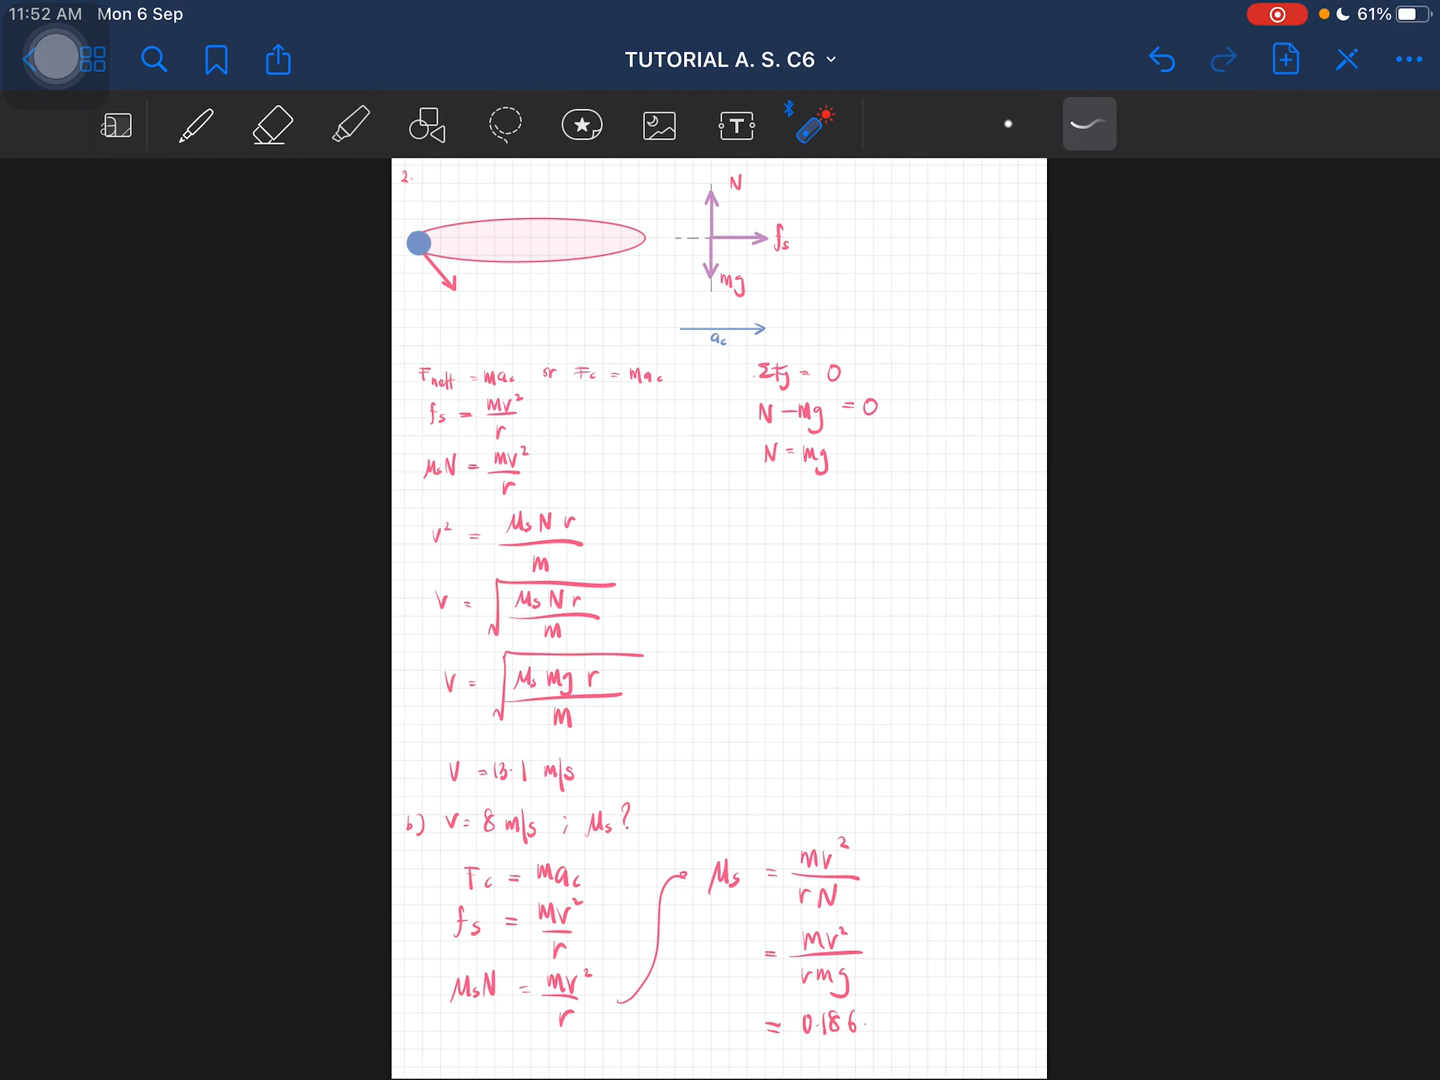 11:52 AM Mon 6 Sep
61%
TUTORIAL A. S. C6
T
2.
N
fs
mg
ac
Fnett = mac or Fc = mac
fs = mv²/r
μsN = mv²/r
v² = μs N r / m
v = √(μs N r / m)
v = √(μs mg r / m)
v = 13.1 m/s
ΣFy = 0
N - mg = 0
N = mg
b) v = 8 m/s ; μs?
Fc = mac
fs = mv²/r
μsN = mv²/r
μs = mv²/rN
= mv²/rmg
= 0.186.